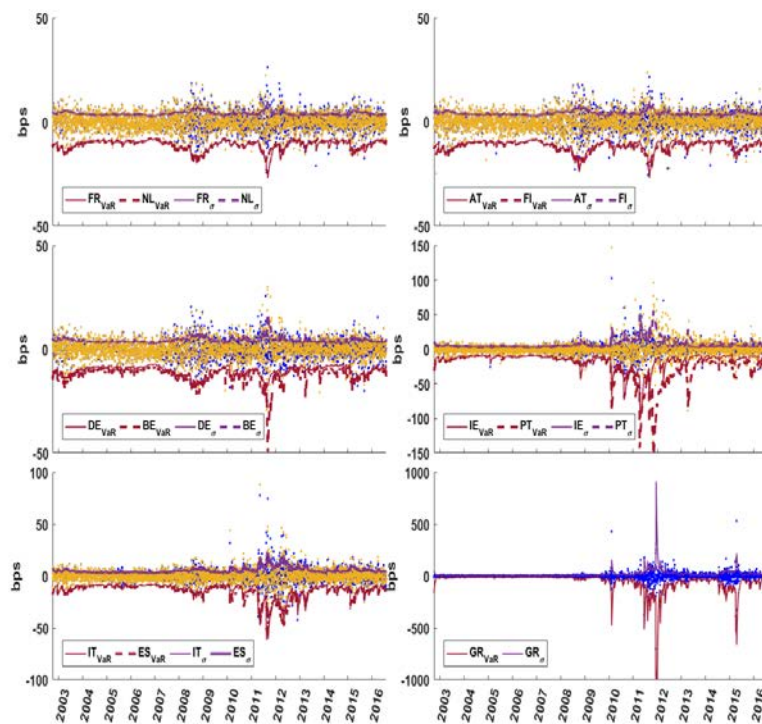 50
0
-50
bps
FR_VaR NL_VaR FR_σ NL_σ
50
0
-50
AT_VaR FI_VaR AT_σ FI_σ
50
0
-50
bps
DE_VaR BE_VaR DE_σ BE_σ
150
100
50
0
-50
-100
-150
IE_VaR PT_VaR IE_σ PT_σ
100
50
0
-50
-100
bps
IT_VaR ES_VaR IT_σ ES_σ
2003 2004 2005 2006 2007 2008 2009 2010 2011 2012 2013 2014 2015 2016
1000
500
0
-500
-1000
GR_VaR GR_σ
2003 2004 2005 2006 2007 2008 2009 2010 2011 2012 2013 2014 2015 2016